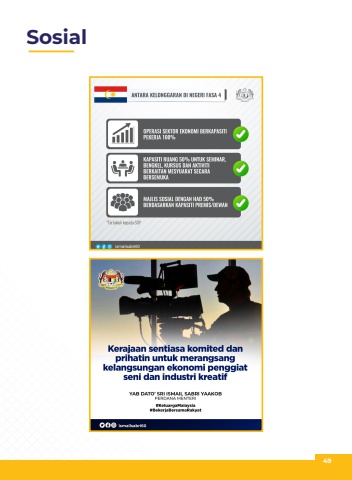 Sosial
ANTARA KELONGGARAN DI NEGERI FASA 4
OPERASI SEKTOR EKONOMI BERKAPASITI
PEKERJA 100%
KAPASITI RUANG 50% UNTUK SEMINAR,
BENGKEL, KURSUS DAN AKTIVITI
BERKAITAN MESYUARAT SECARA
BERSEMUKA
MAJLIS SOSIAL DENGAN HAD 50%
BERDASARKAN KAPASITI PREMIS/DEWAN
*Tertakluk kepada SOP
ismailsabri60
Kerajaan sentiasa komited dan
prihatin untuk merangsang
kelangsungan ekonomi penggiat
seni dan industri kreatif
YAB DATO' SRI ISMAIL SABRI YAAKOB
PERDANA MENTERI
#KeluargaMalaysia
#BekerjaBersamaRakyat
ismailsabri60
49